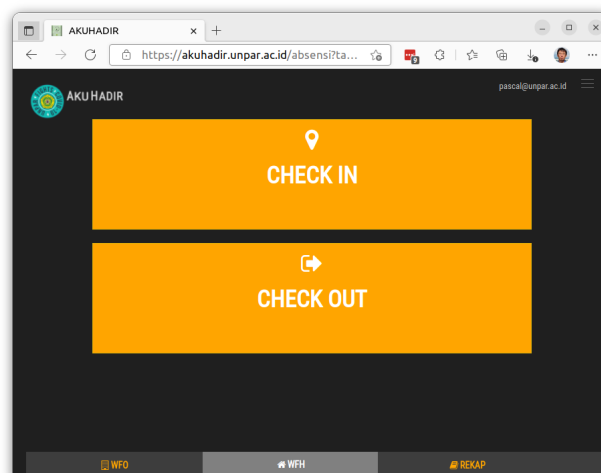 AKUHADIR
https://akuhadir.unpar.ac.id/absensi?ta...
9
AKU HADIR
pascal@unpar.ac.id
CHECK IN
CHECK OUT
WFO
WFH
REKAP